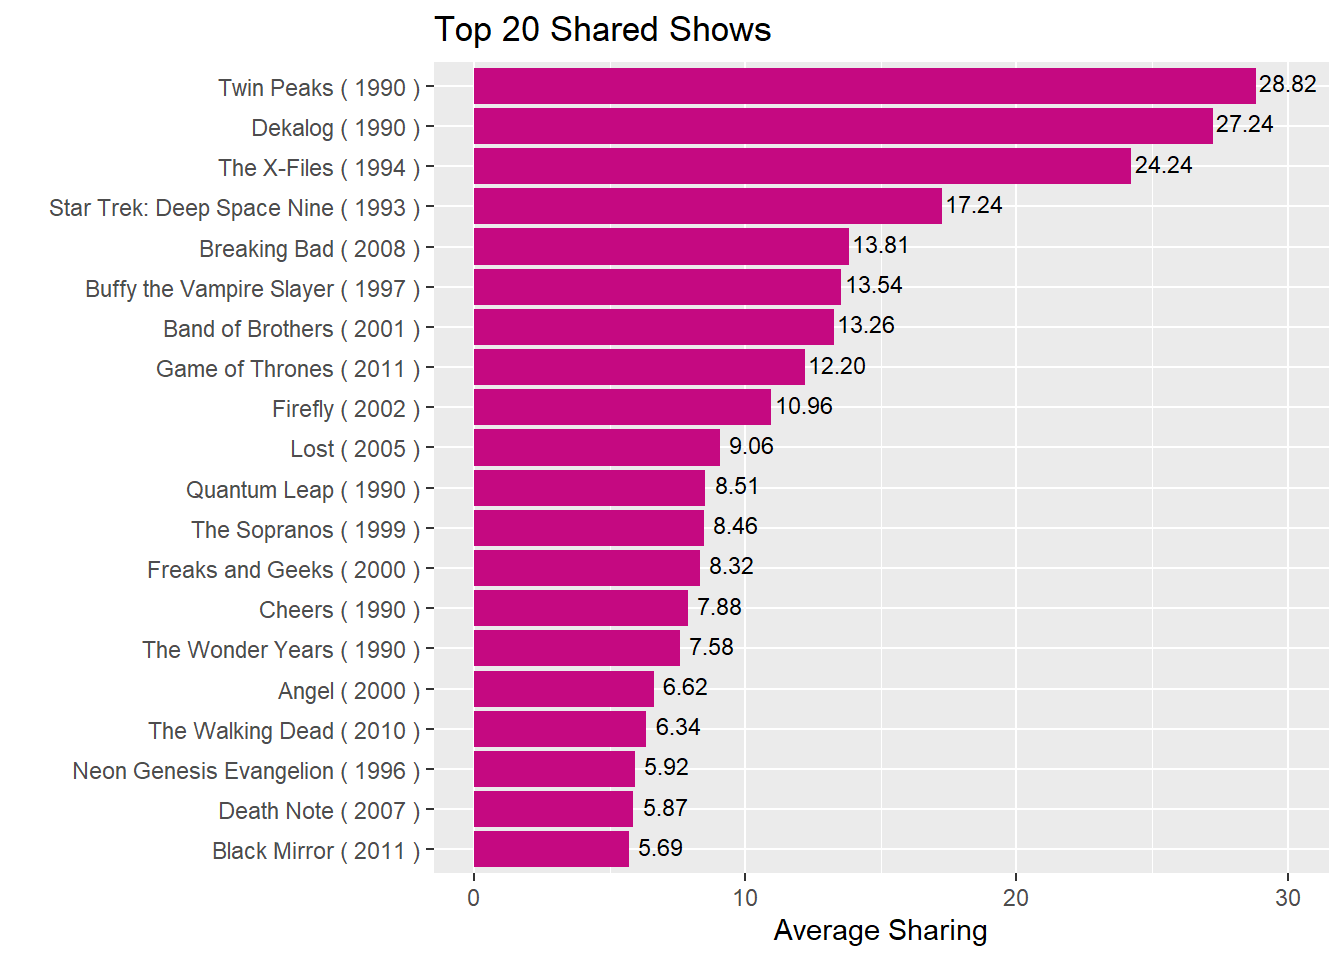 Top 20 Shared Shows
Twin Peaks ( 1990 ) 28.82
Dekalog ( 1990 ) 27.24
The X-Files ( 1994 ) 24.24
Star Trek: Deep Space Nine ( 1993 ) 17.24
Breaking Bad ( 2008 ) 13.81
Buffy the Vampire Slayer ( 1997 ) 13.54
Band of Brothers ( 2001 ) 13.26
Game of Thrones ( 2011 ) 12.20
Firefly ( 2002 ) 10.96
Lost ( 2005 ) 9.06
Quantum Leap ( 1990 ) 8.51
The Sopranos ( 1999 ) 8.46
Freaks and Geeks ( 2000 ) 8.32
Cheers ( 1990 ) 7.88
The Wonder Years ( 1990 ) 7.58
Angel ( 2000 ) 6.62
The Walking Dead ( 2010 ) 6.34
Neon Genesis Evangelion ( 1996 ) 5.92
Death Note ( 2007 ) 5.87
Black Mirror ( 2011 ) 5.69
0 10 20 30
Average Sharing